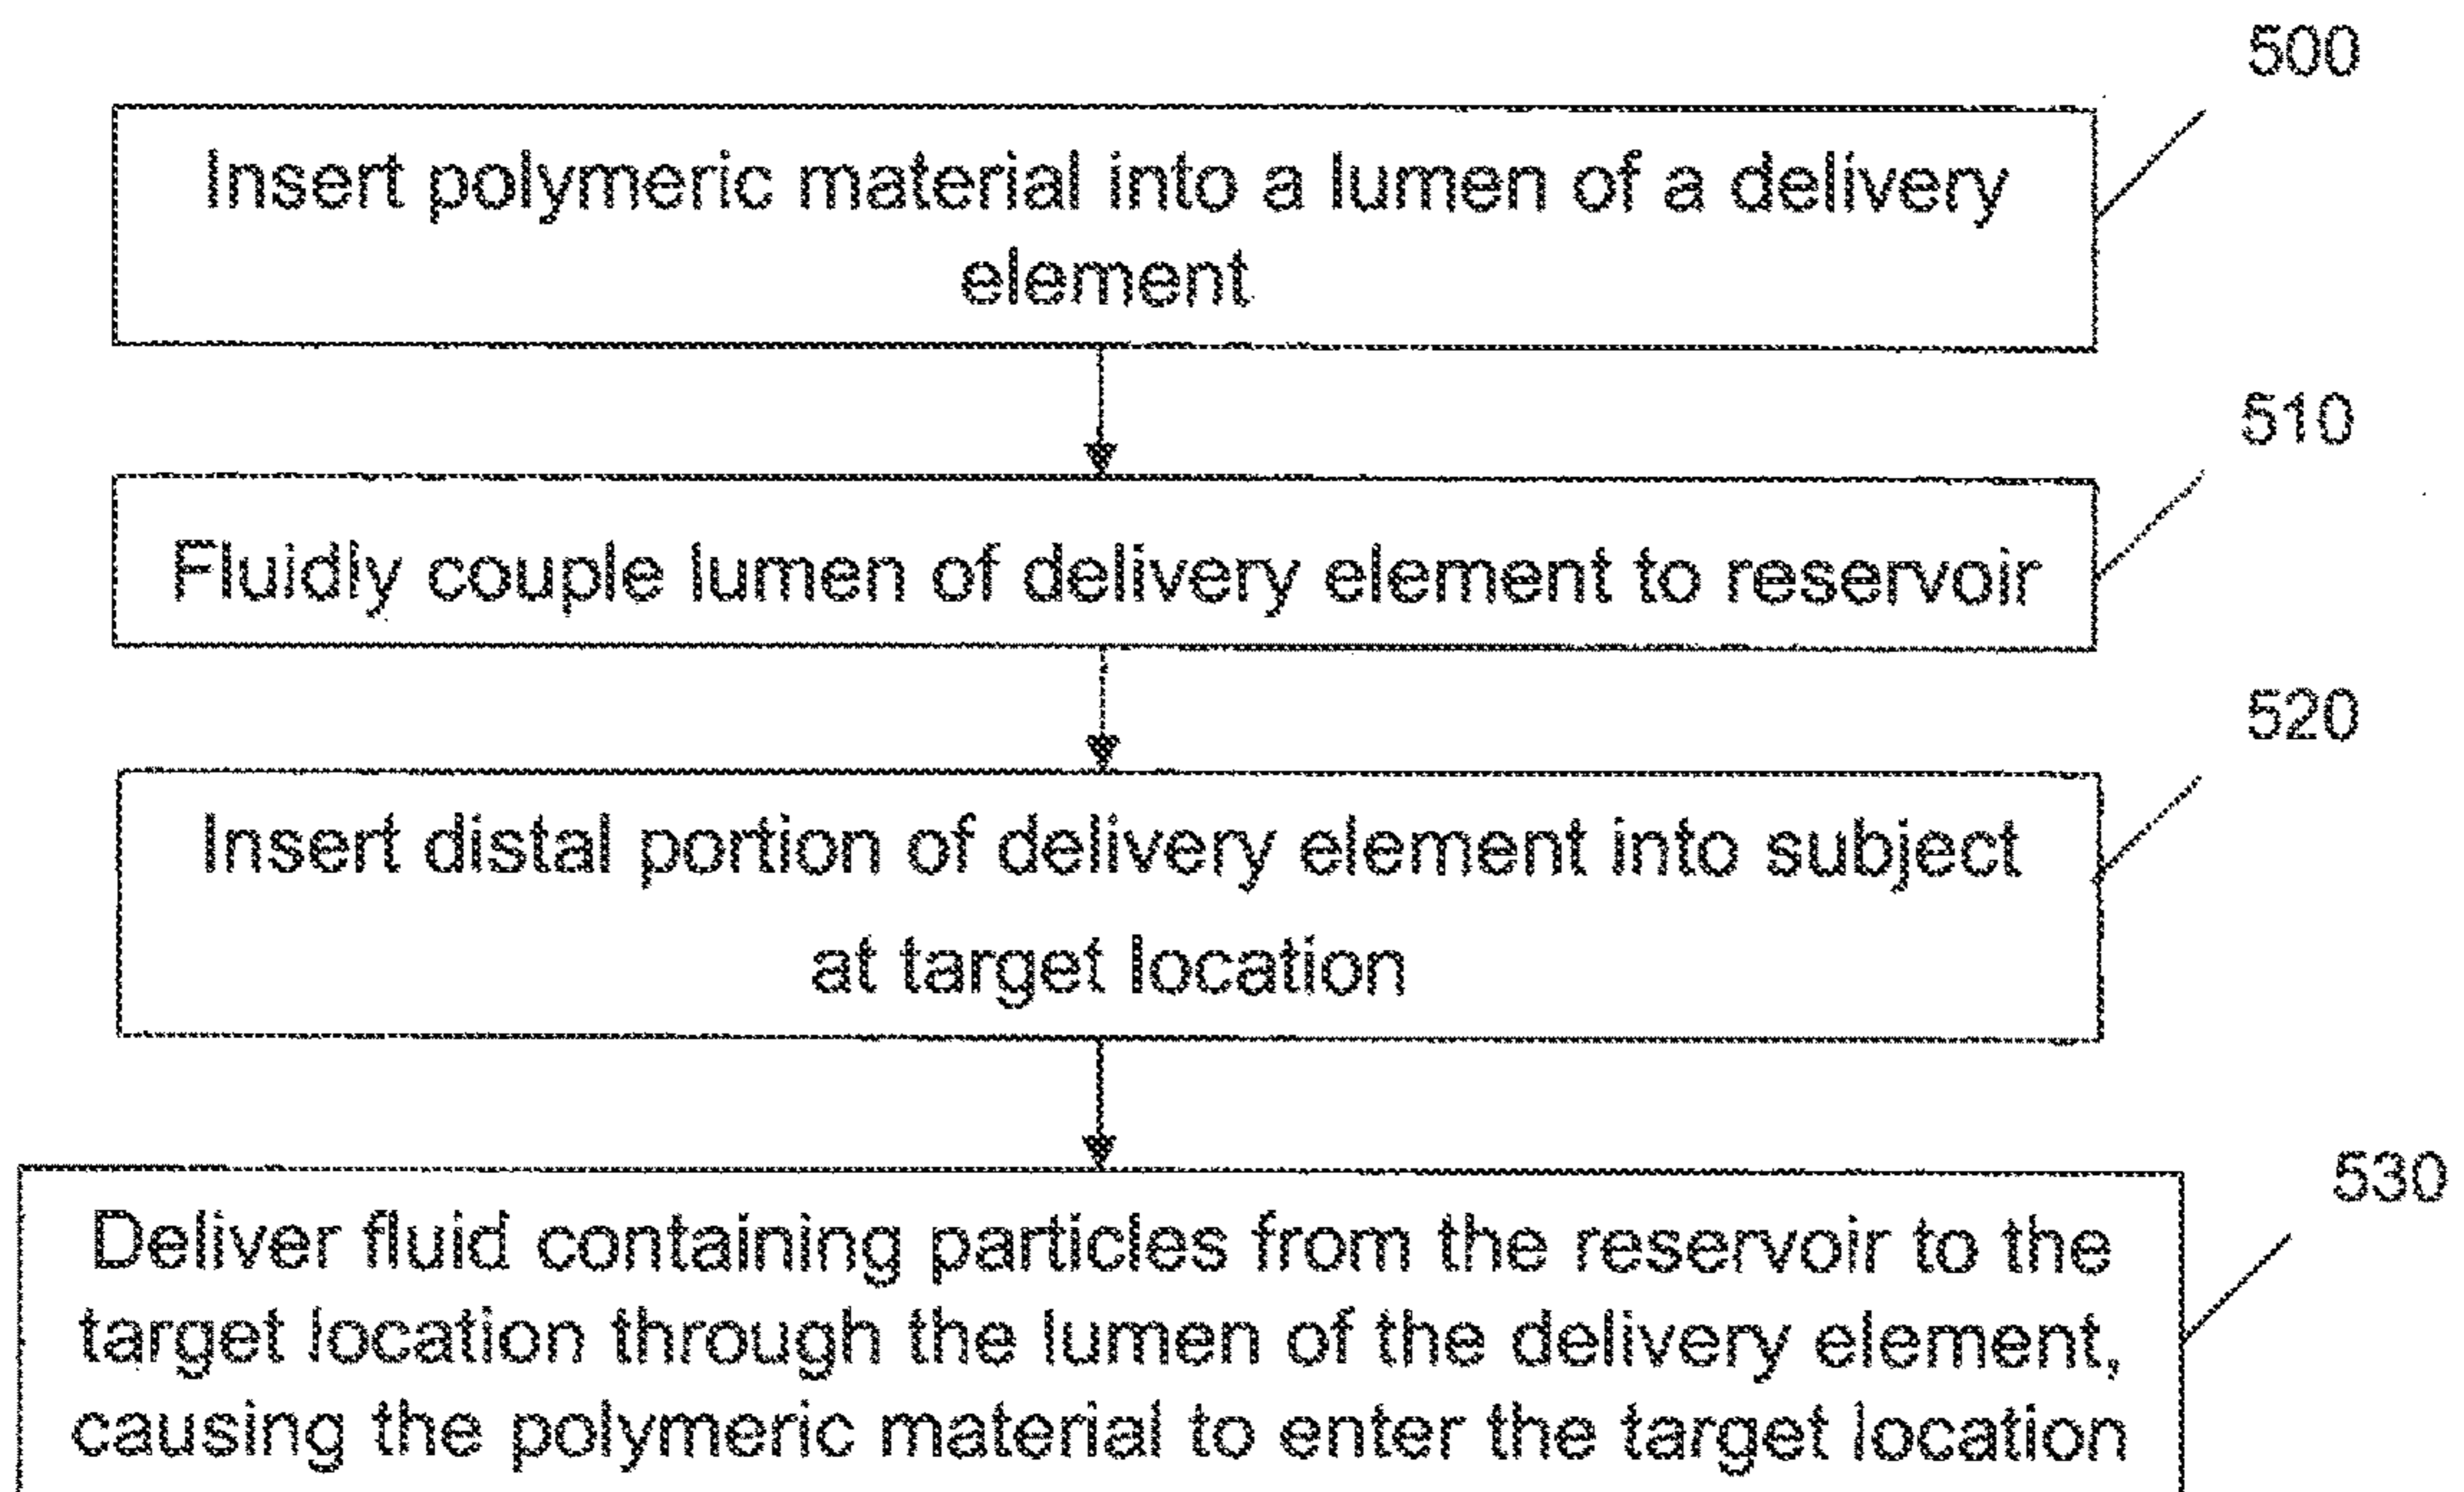 500
Insert polymeric material into a lumen of a delivery
element
510
Fluidly couple lumen of delivery element to reservoir
520
Insert distal portion of delivery element into subject
at target location
530
Deliver fluid containing particles from the reservoir to the
target location through the lumen of the delivery element,
causing the polymeric material to enter the target location